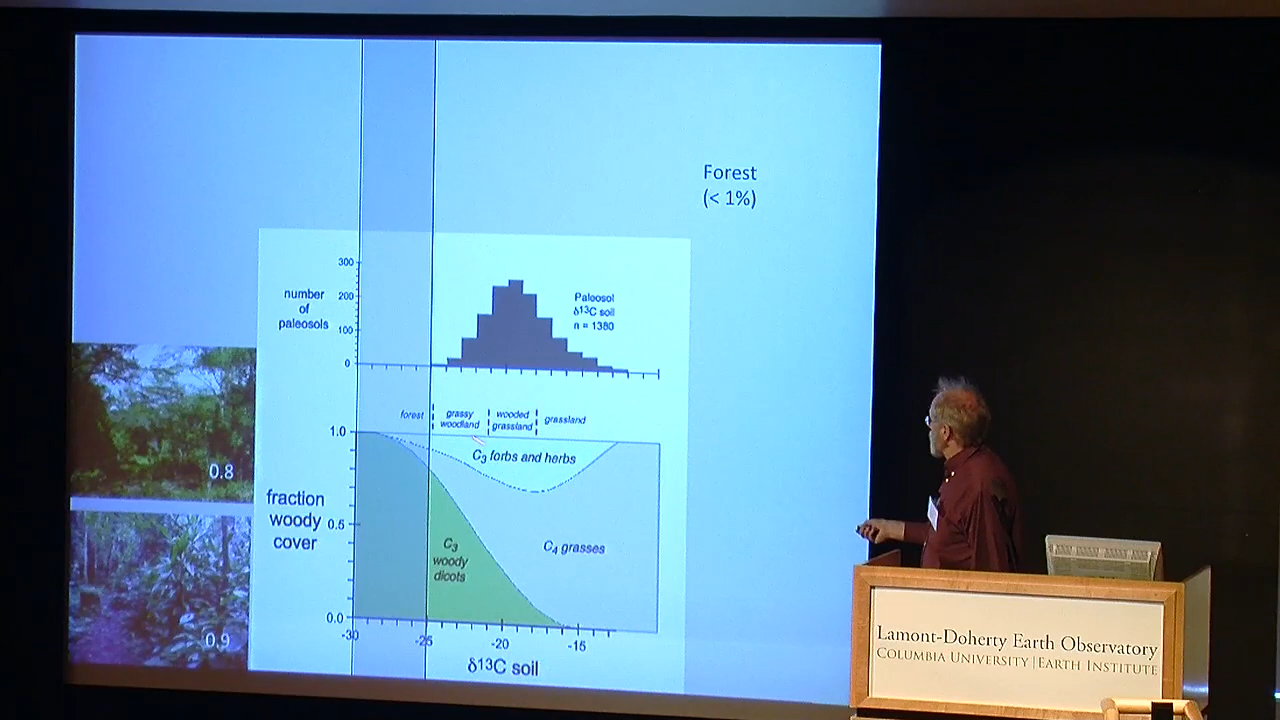 Forest
(< 1%)
300
200
100
0
number
of
paleosols
Paleosol
δ13C soil
n = 1380
forest
grassy
woodland
wooded
grassland
grassland
1.0
0.5
0.0
fraction
woody
cover
C3 forbs and herbs
C4 grasses
C3
woody
dicots
-30
-25
-20
-15
δ13C soil
0.8
0.9
Lamont-Doherty Earth Observatory
COLUMBIA UNIVERSITY | EARTH INSTITUTE